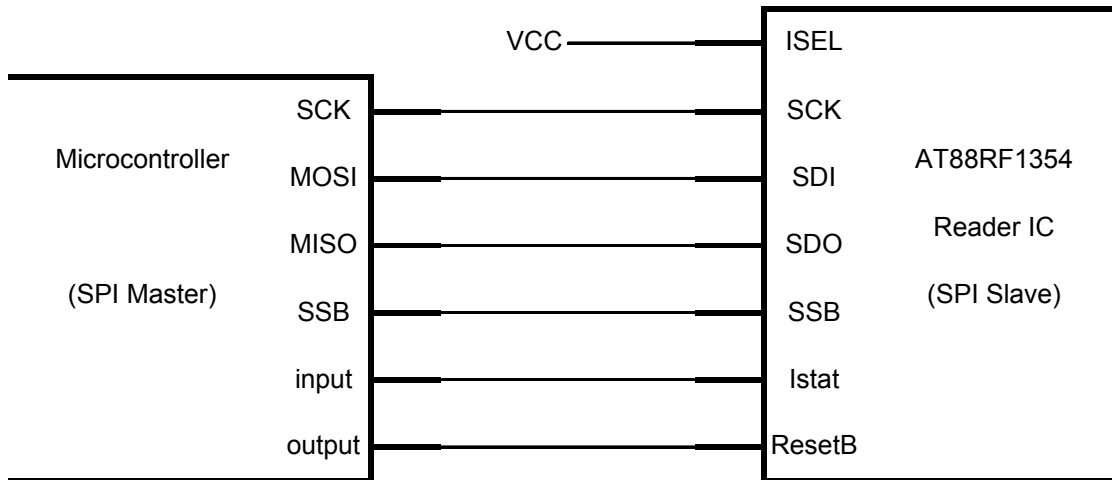 VCC ISEL
SCK SCK
Microcontroller AT88RF1354
MOSI SDI
Reader IC
MISO SDO
(SPI Master) (SPI Slave)
SSB SSB
input Istat
output ResetB